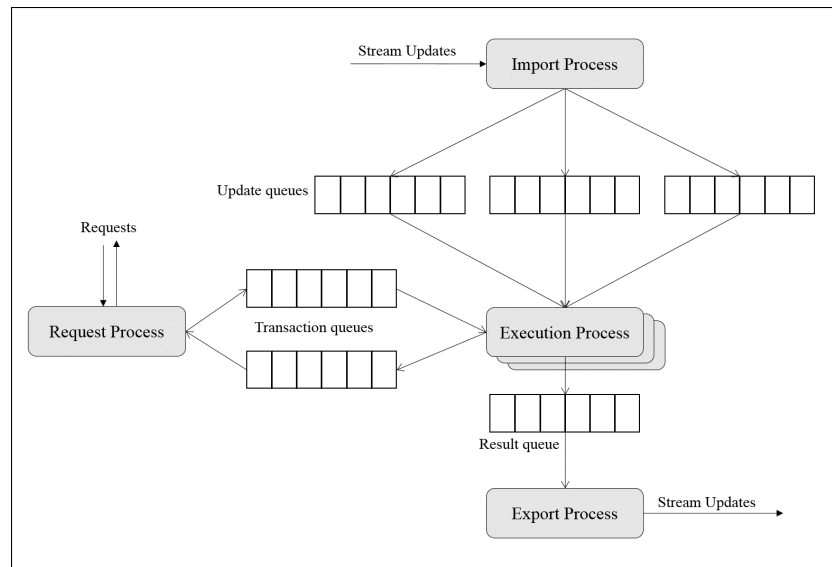 Stream Updates
Import Process
Update queues
Requests
Request Process
Transaction queues
Execution Process
Result queue
Export Process
Stream Updates